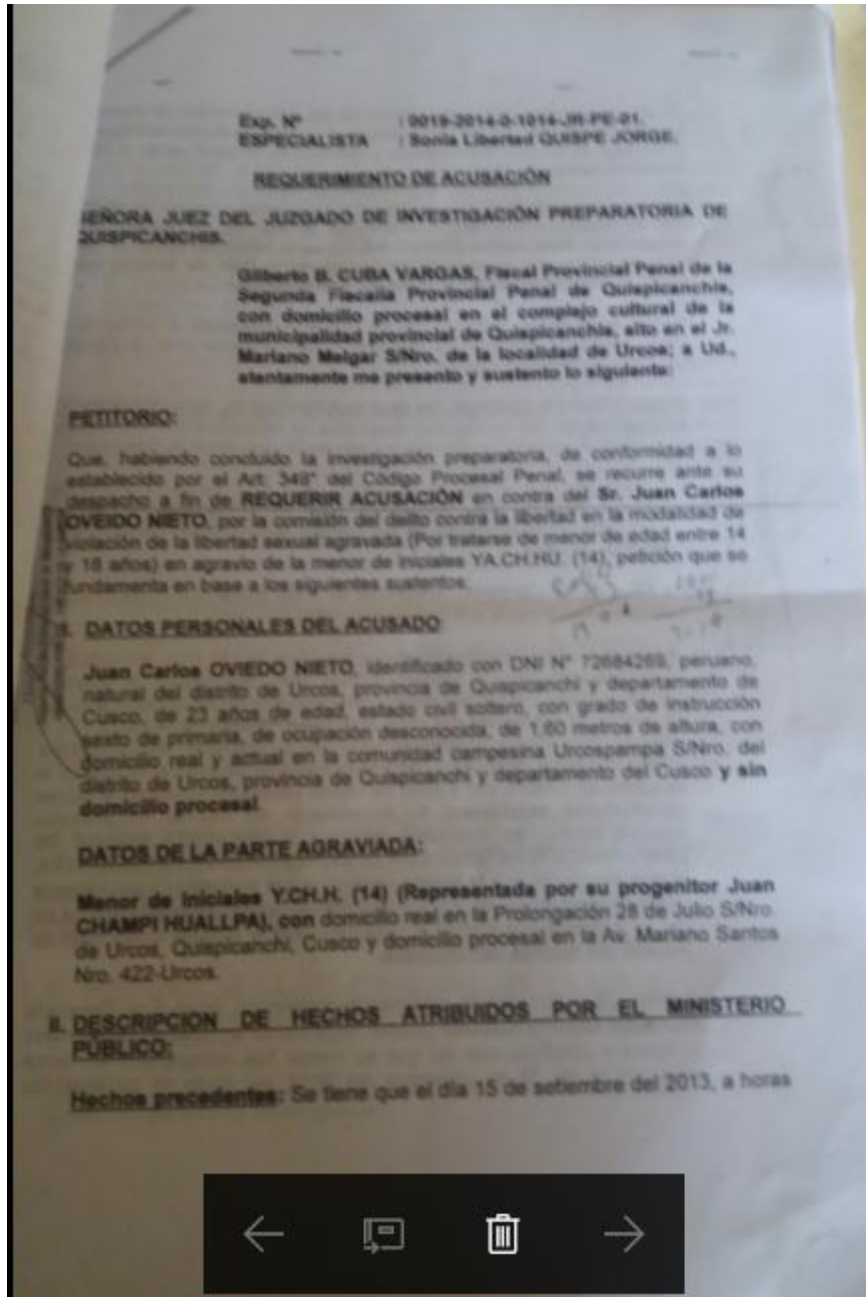 Exp. Nº : 0019-2014-0-1014-JR-PE-01.
ESPECIALISTA : Sonia Libertad QUISPE JORGE.
REQUERIMIENTO DE ACUSACIÓN
SEÑORA JUEZ DEL JUZGADO DE INVESTIGACIÓN PREPARATORIA DE
QUISPICANCHIS.
Gilberto B. CUBA VARGAS, Fiscal Provincial Penal de la
Segunda Fiscalía Provincial Penal de Quispicanchis,
con domicilio procesal en el complejo cultural de la
municipalidad provincial de Quispicanchis, sito en el Jr.
Mariano Melgar S/Nro. de la localidad de Urcos; a Ud.,
atentamente me presento y sustento lo siguiente:
PETITORIO:
Que, habiendo concluido la investigación preparatoria, de conformidad a lo
establecido por el Art. 349° del Código Procesal Penal, se recurre ante su
despacho a fin de REQUERIR ACUSACIÓN en contra del Sr. Juan Carlos
OVEIDO NIETO, por la comisión del delito contra la libertad en la modalidad de
violación de la libertad sexual agravada (Por tratarse de menor de edad entre 14
y 18 años) en agravio de la menor de iniciales YA.CH.HU. (14), petición que se
fundamenta en base a los siguientes sustentos:
I. DATOS PERSONALES DEL ACUSADO
Juan Carlos OVIEDO NIETO, identificado con DNI N° 72684269, peruano,
natural del distrito de Urcos, provincia de Quispicanchi y departamento de
Cusco, de 23 años de edad, estado civil soltero, con grado de instrucción
sexto de primaria, de ocupación desconocida, de 1.60 metros de altura, con
domicilio real y actual en la comunidad campesina Urcospampa S/Nro. del
distrito de Urcos, provincia de Quispicanchi y departamento del Cusco y sin
domicilio procesal.
DATOS DE LA PARTE AGRAVIADA:
Menor de iniciales Y.CH.H. (14) (Representada por su progenitor Juan
CHAMPI HUALLPA), con domicilio real en la Prolongación 28 de Julio S/Nro.
de Urcos, Quispicanchi, Cusco y domicilio procesal en la Av. Mariano Santos
Nro. 422-Urcos.
II. DESCRIPCION DE HECHOS ATRIBUIDOS POR EL MINISTERIO
PÚBLICO:
Hechos precedentes: Se tiene que el día 15 de setiembre del 2013, a horas